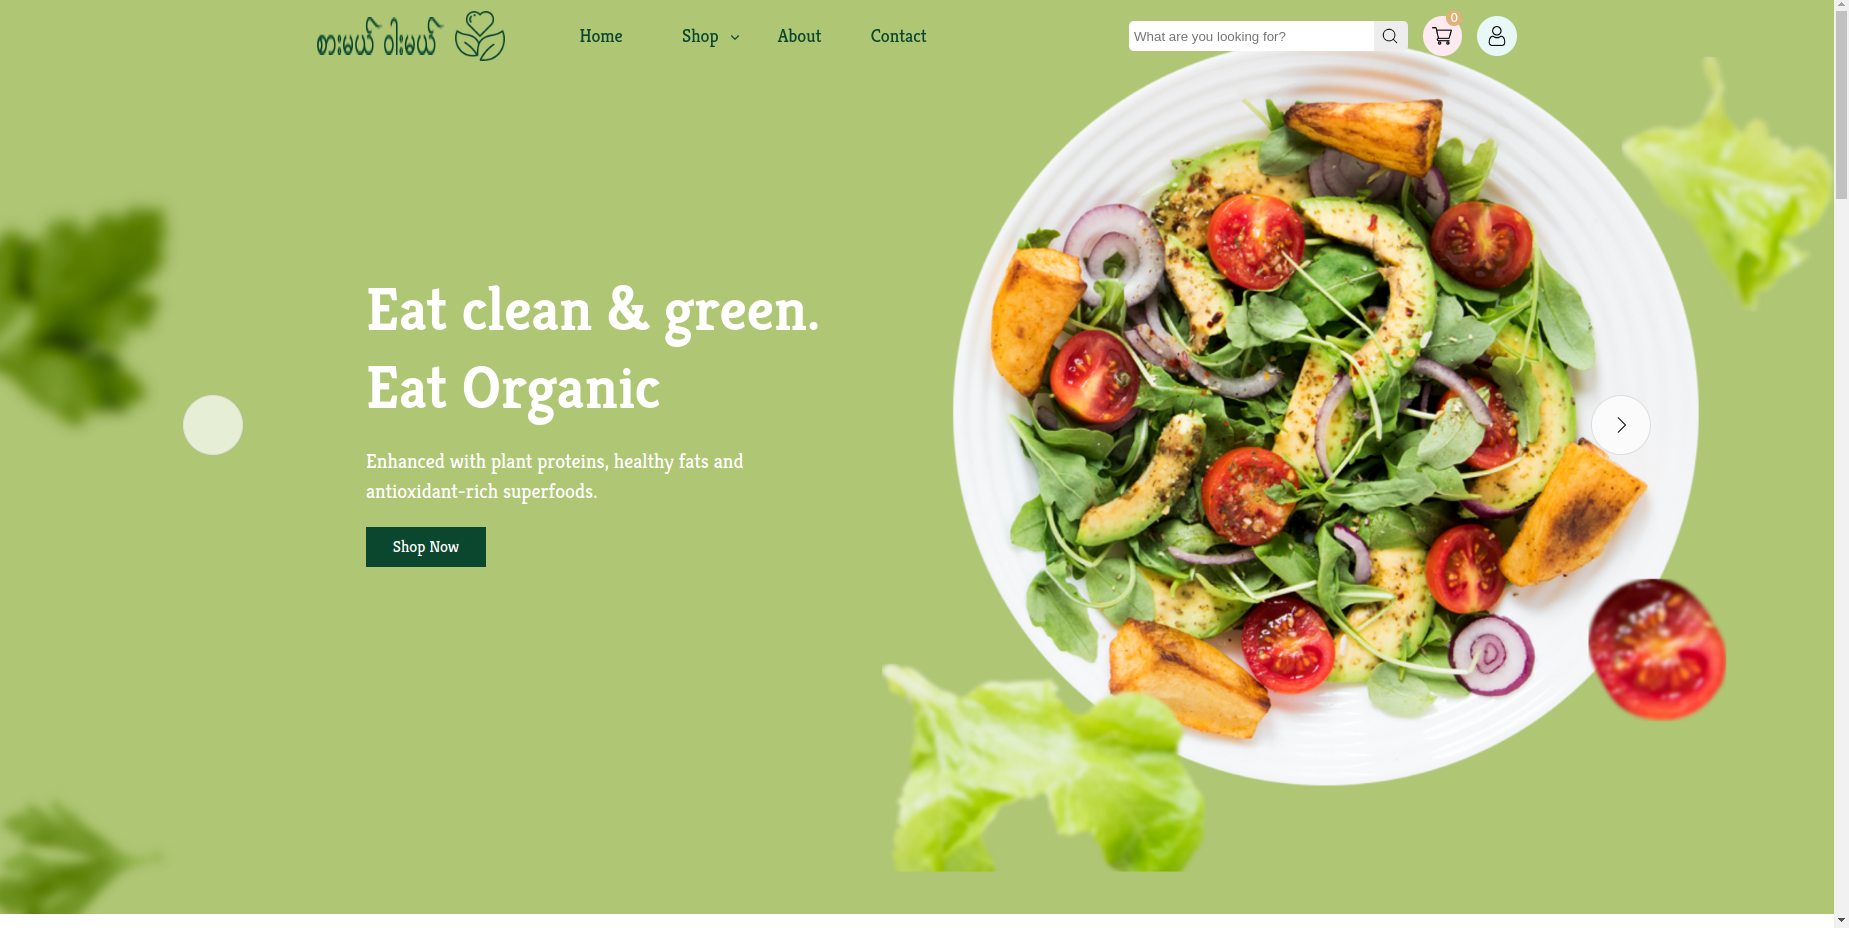 စားမယ် ဝါးမယ်
Home
Shop
About
Contact
What are you looking for?
0
Eat clean & green.
Eat Organic
Enhanced with plant proteins, healthy fats and
antioxidant-rich superfoods.
Shop Now